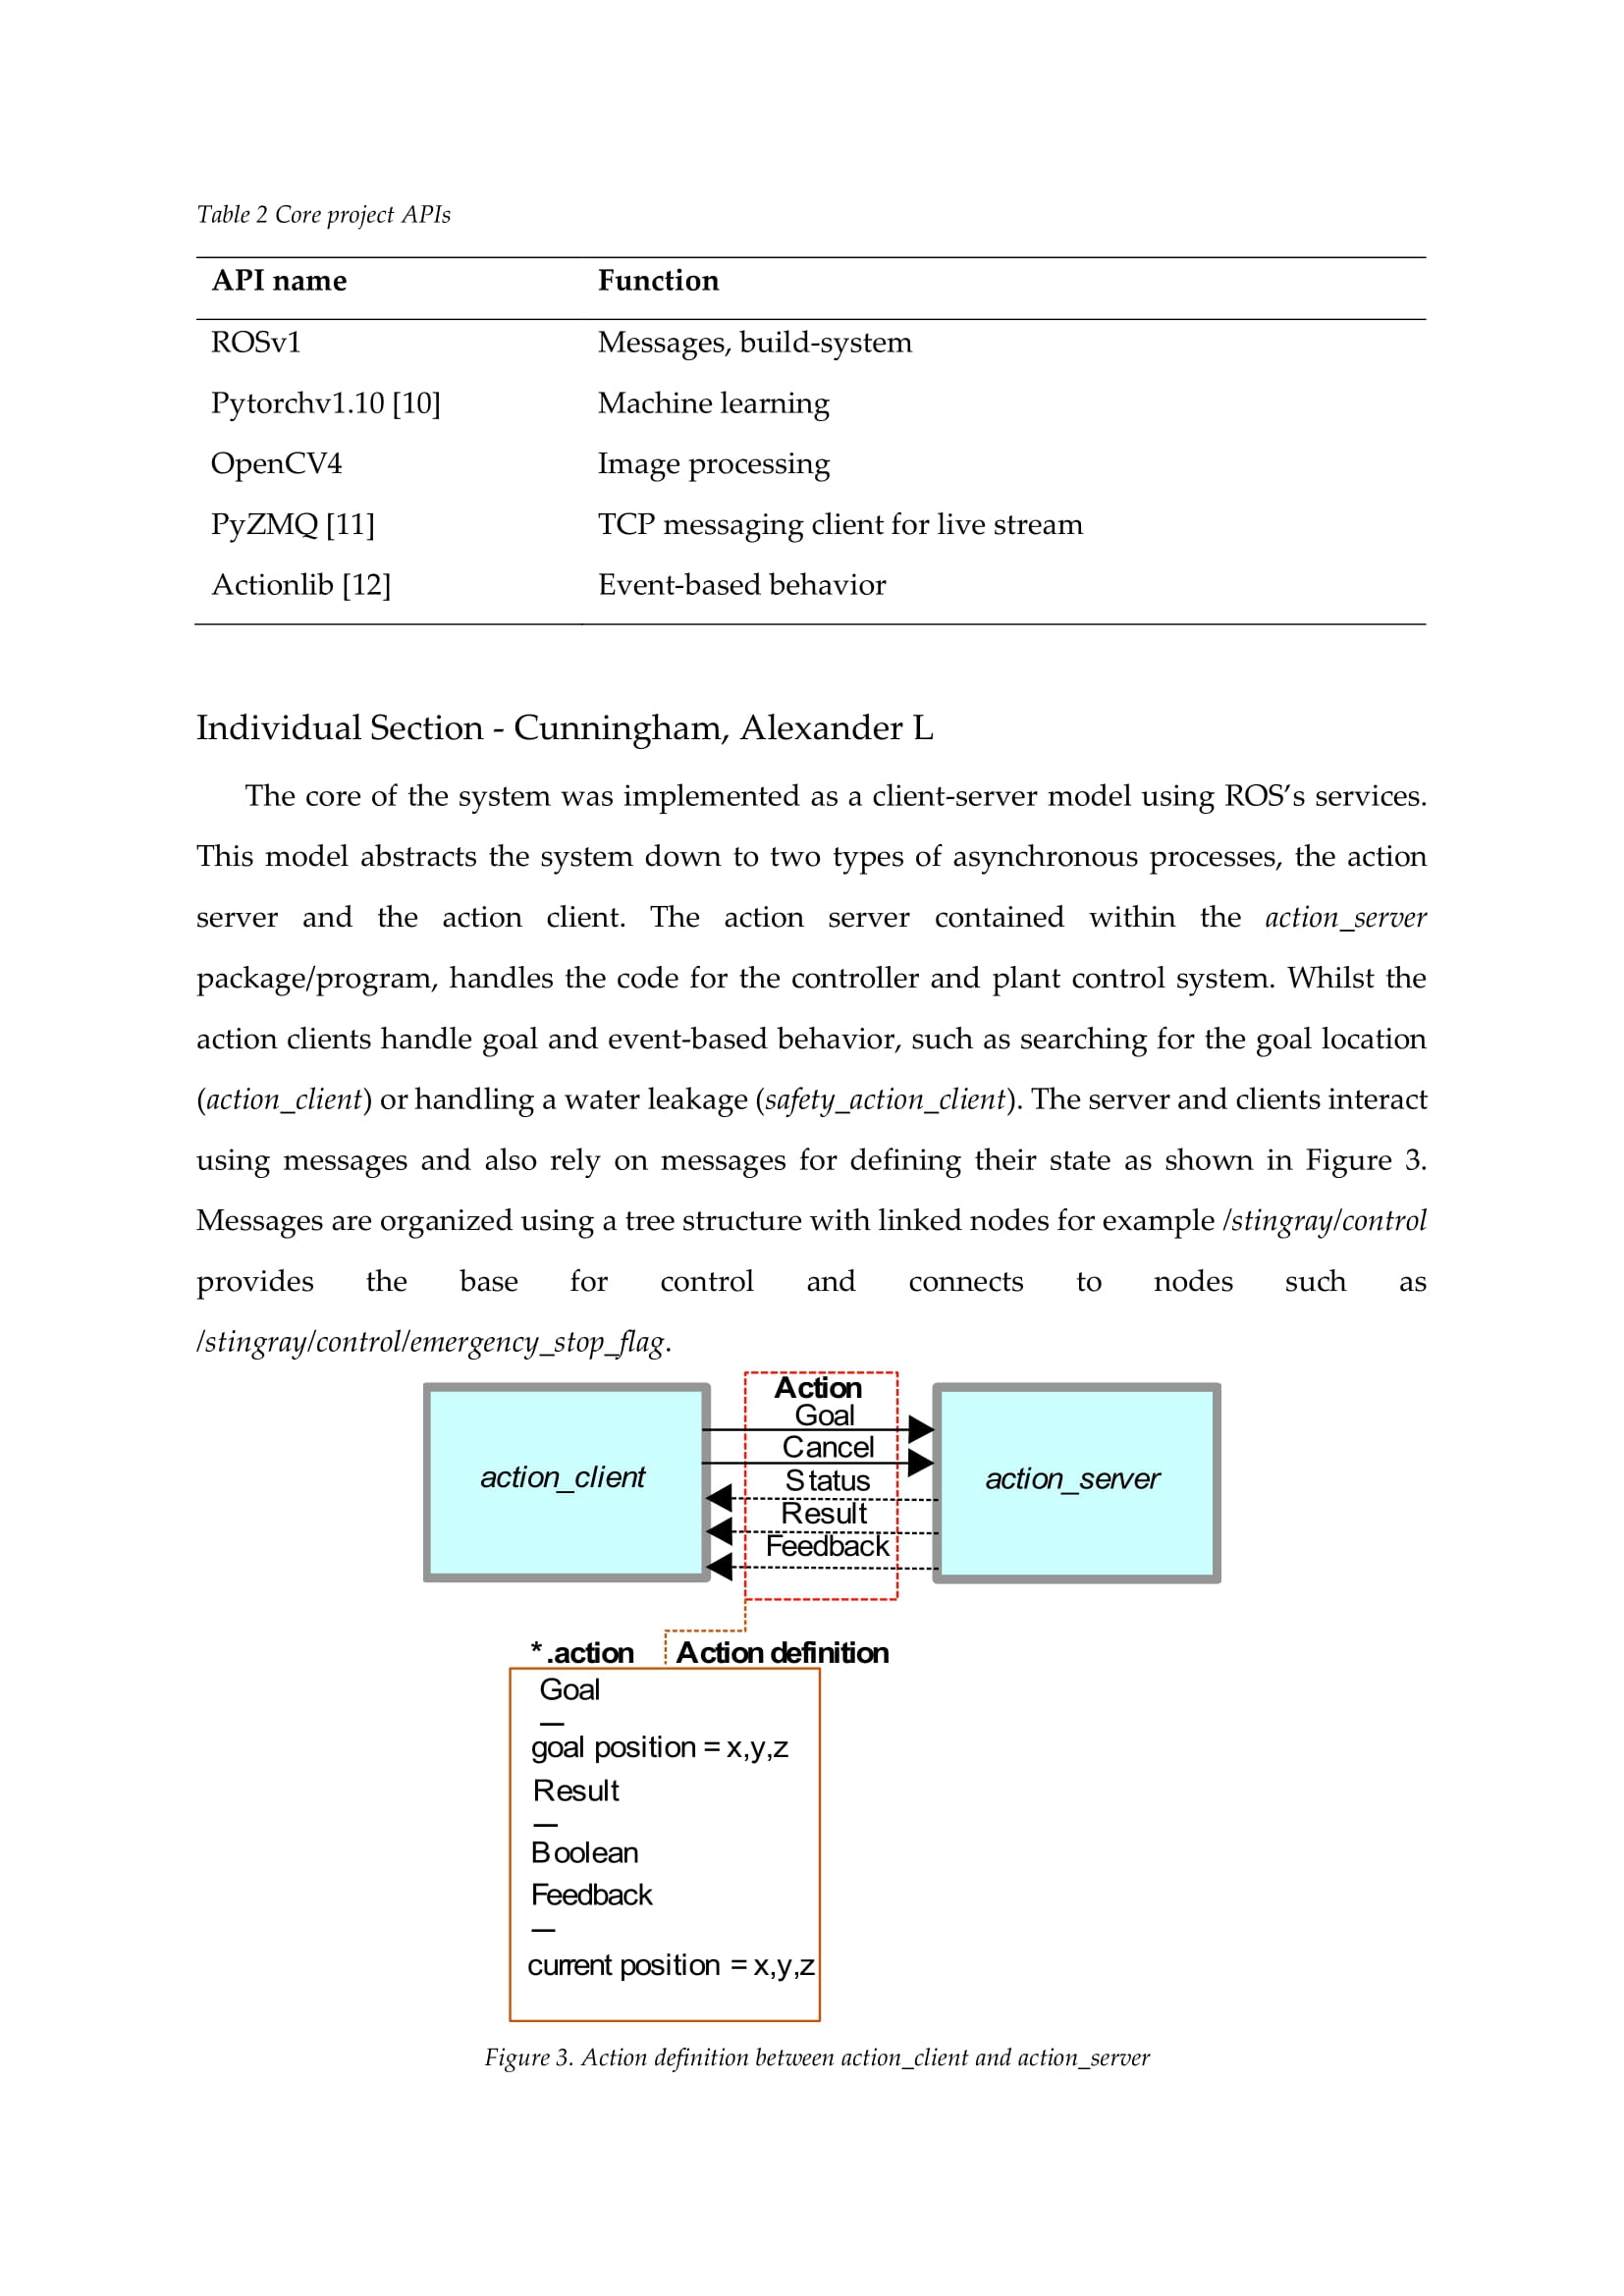 Table 2 Core project APIs
API name Function
ROSv1 Messages, build-system
Pytorchv1.10 [10] Machine learning
OpenCV4 Image processing
PyZMQ [11] TCP messaging client for live stream
Actionlib [12] Event-based behavior
Individual Section - Cunningham, Alexander L
The core of the system was implemented as a client-server model using ROS’s services.
This model abstracts the system down to two types of asynchronous processes, the action
server and the action client. The action server contained within the action_server
package/program, handles the code for the controller and plant control system. Whilst the
action clients handle goal and event-based behavior, such as searching for the goal location
(action_client) or handling a water leakage (safety_action_client). The server and clients interact
using messages and also rely on messages for defining their state as shown in Figure 3.
Messages are organized using a tree structure with linked nodes for example /stingray/control
provides the base for control and connects to nodes such as
/stingray/control/emergency_stop_flag.
Action
Goal
Cancel
Status
Result
Feedback
action_client
action_server
* .action Action definition
Goal
—
goal position = x,y,z
Result
—
Boolean
Feedback
—
current position = x,y,z
Figure 3. Action definition between action_client and action_server